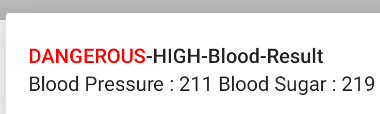 DANGEROUS-HIGH-Blood-Result
Blood Pressure : 211 Blood Sugar : 219